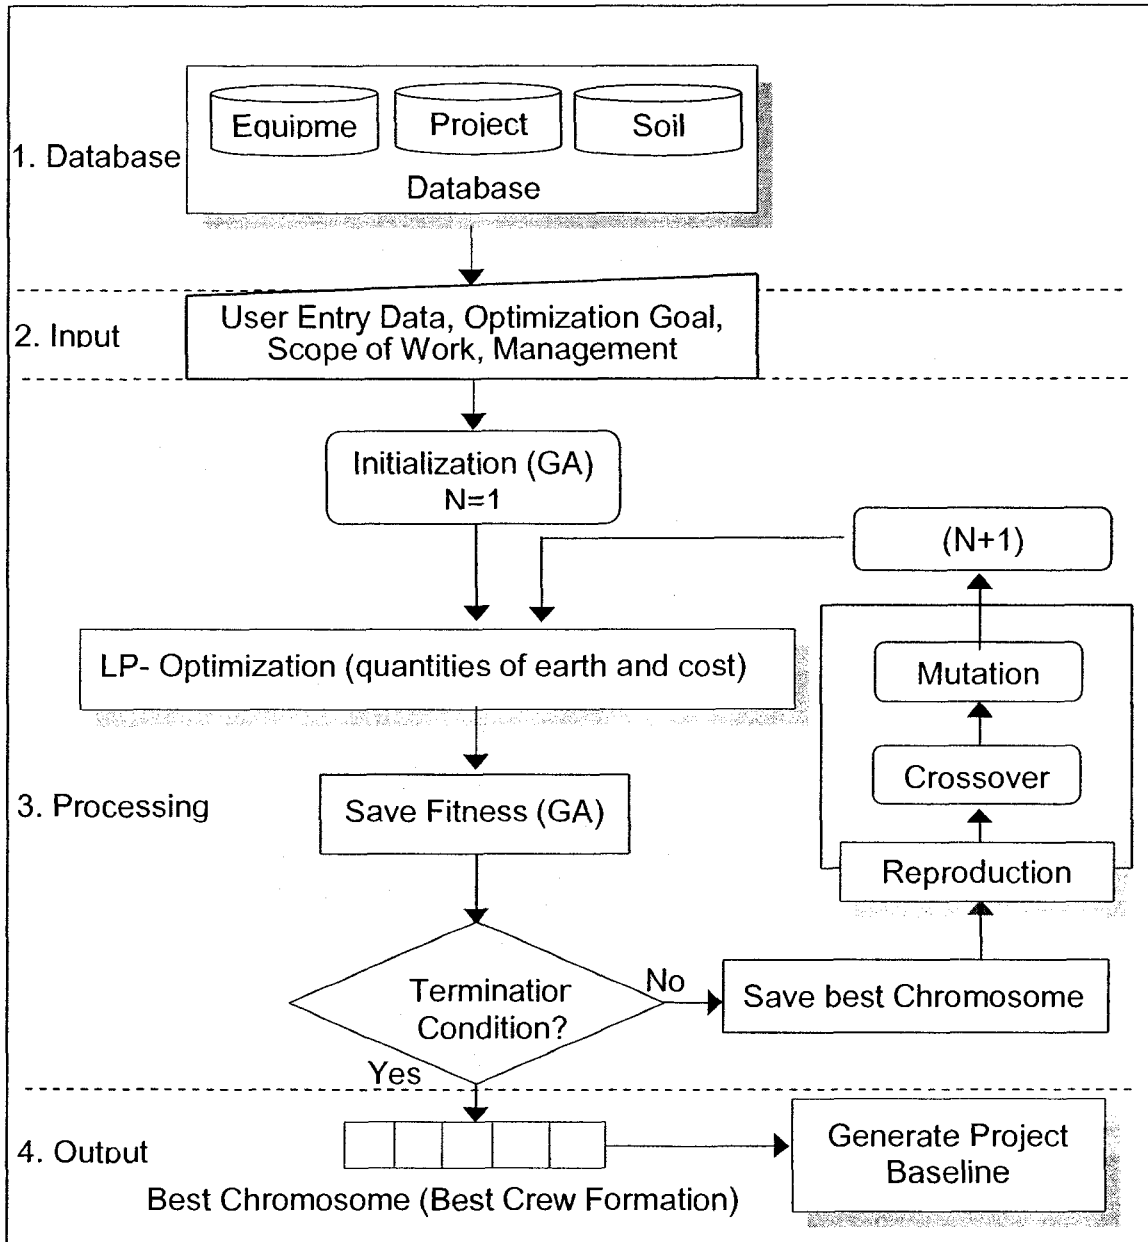 Equipme
Project
Soil
1. Database
Database
2. Input
User Entry Data, Optimization Goal,
Scope of Work, Management
Initialization (GA)
N=1
(N+1)
LP- Optimization (quantities of earth and cost)
Mutation
Crossover
3. Processing
Save Fitness (GA)
Reproduction
No
Termination
Condition?
Save best Chromosome
Yes
4. Output
Generate Project
Baseline
Best Chromosome (Best Crew Formation)